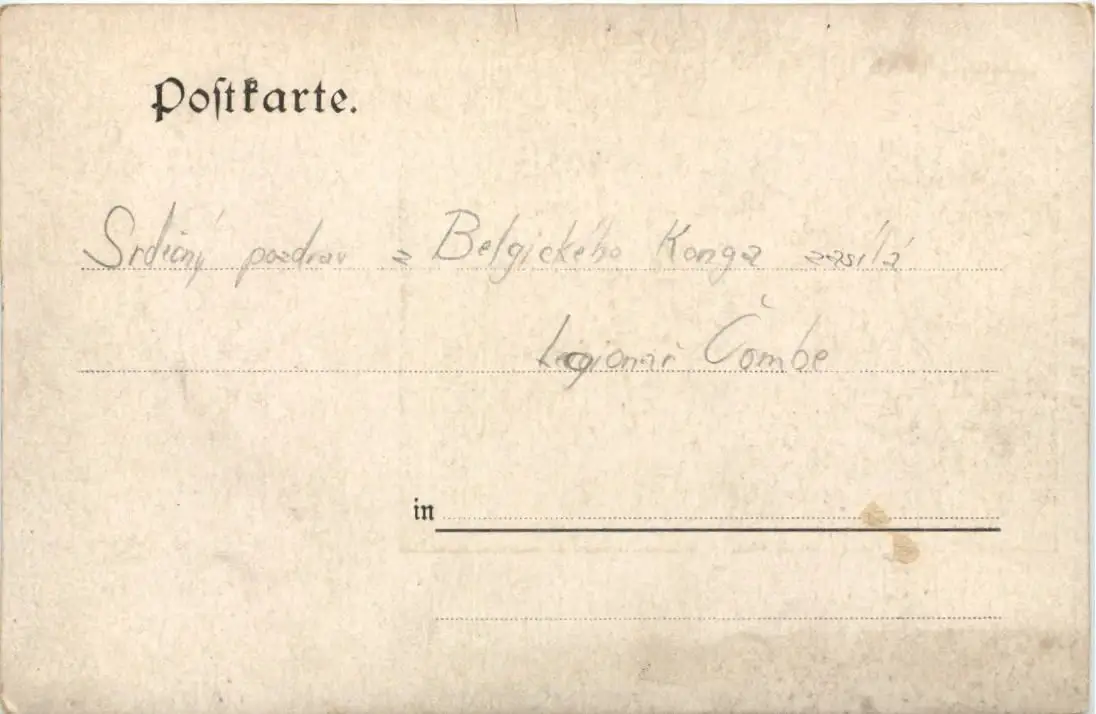 Poſtkarte.
Srdečný pozdrav z Belgického Konga zasílá
Legionář Čombe
in